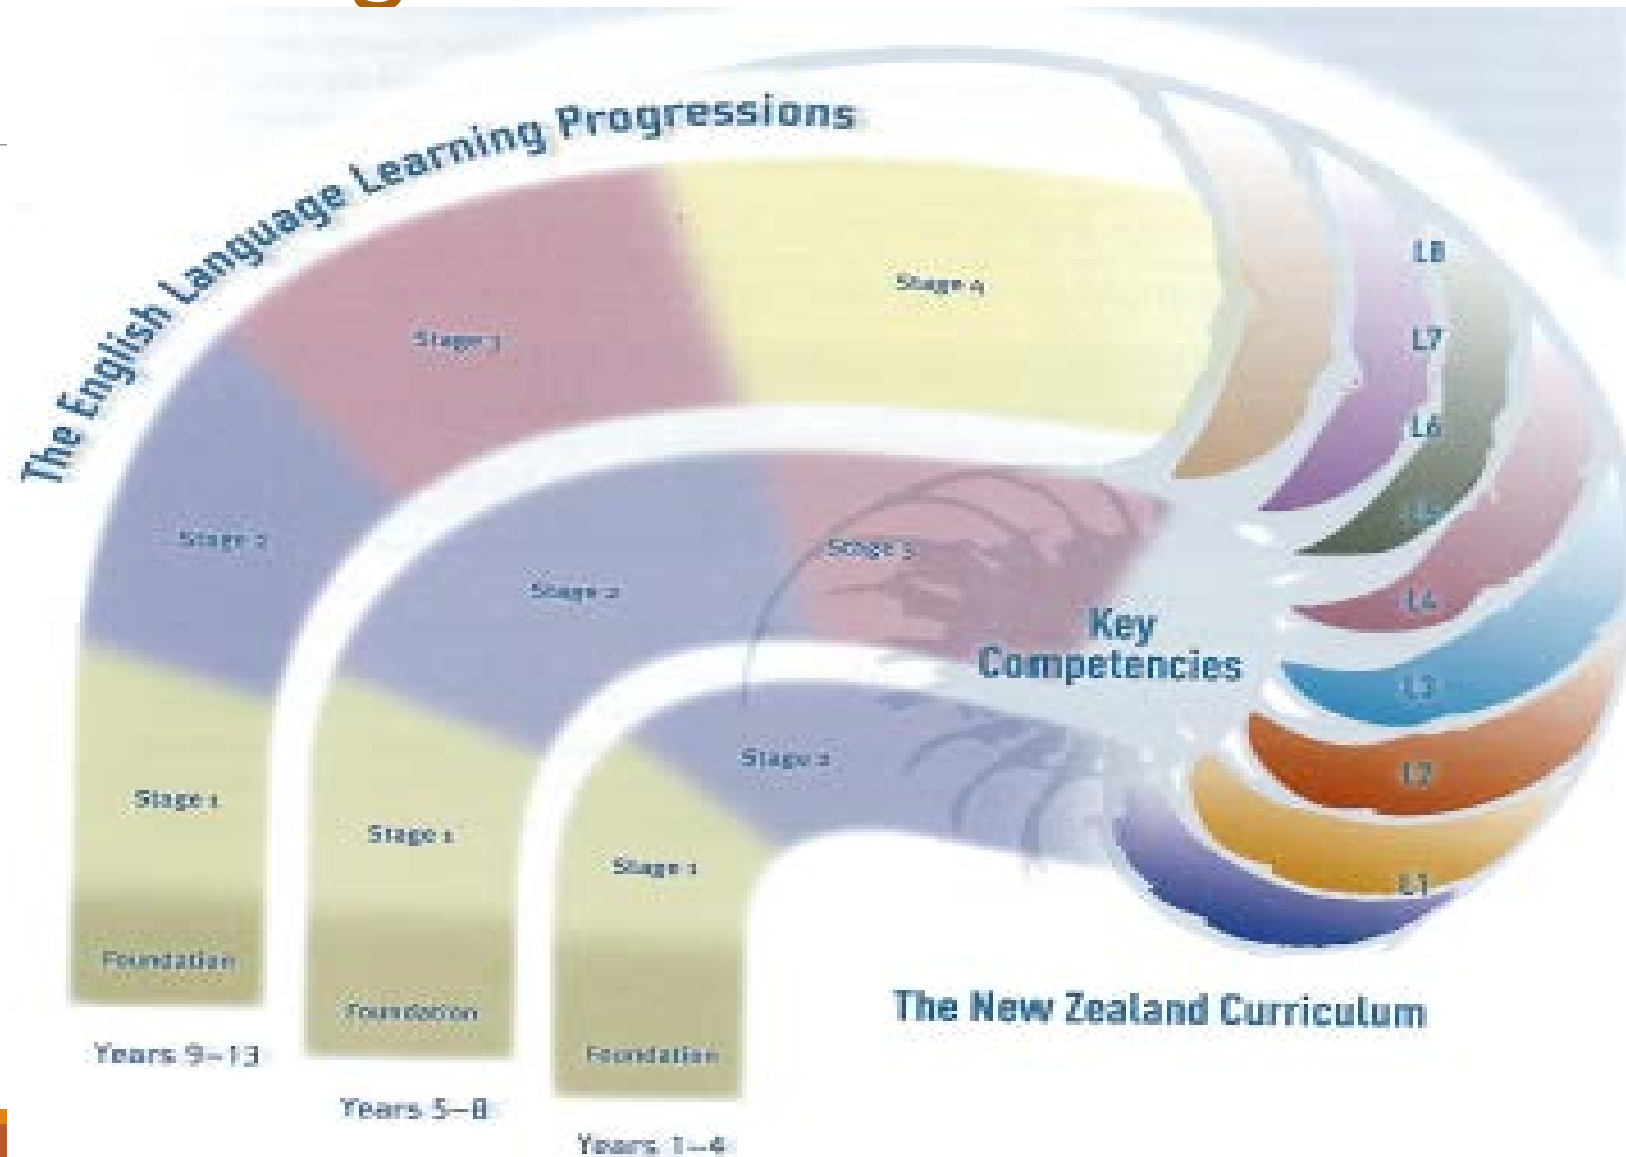 The English Language Learning Progressions
Stage 4
Stage 3
Stage 2
Stage 1
Foundation
Years 9–13
Stage 3
Stage 2
Stage 1
Foundation
Years 5–8
Stage 2
Stage 1
Foundation
Years 1–4
Key
Competencies
L8
L7
L6
L5
L4
L3
L2
L1
The New Zealand Curriculum